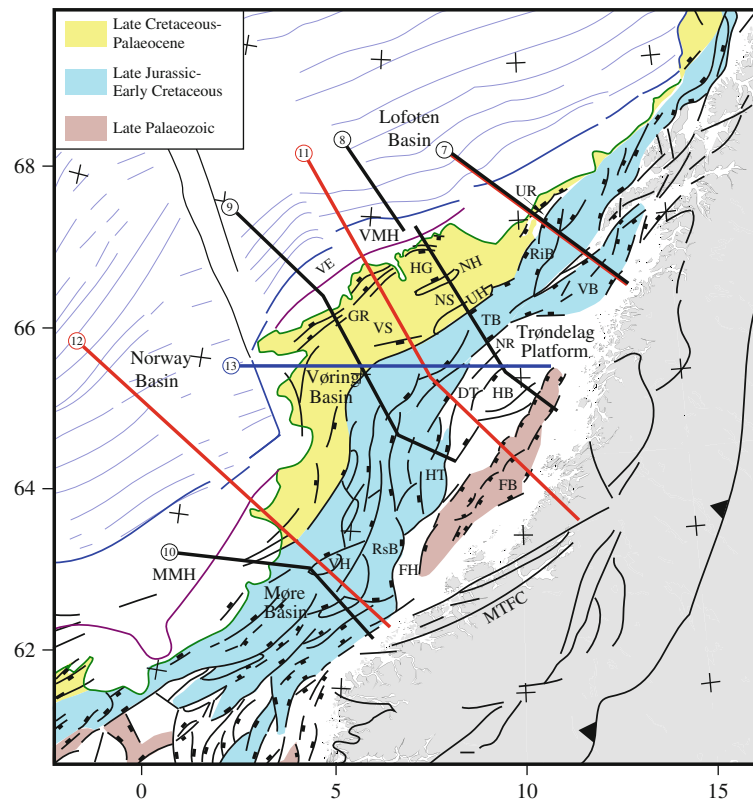 Late Cretaceous-
Palaeocene
Late Jurassic-
Early Cretaceous
Late Palaeozoic
68
66
64
62
0
5
10
15
Lofoten
Basin
7
8
11
9
12
13
10
UR
VMH
VE
HG
NH
RiB
VB
NS
UH
GR
VS
TB
NR
Trøndelag
Platform
Norway
Basin
Vøring
Basin
DT
HB
HT
FB
RsB
VH
FH
MMH
Møre
Basin
MTFC